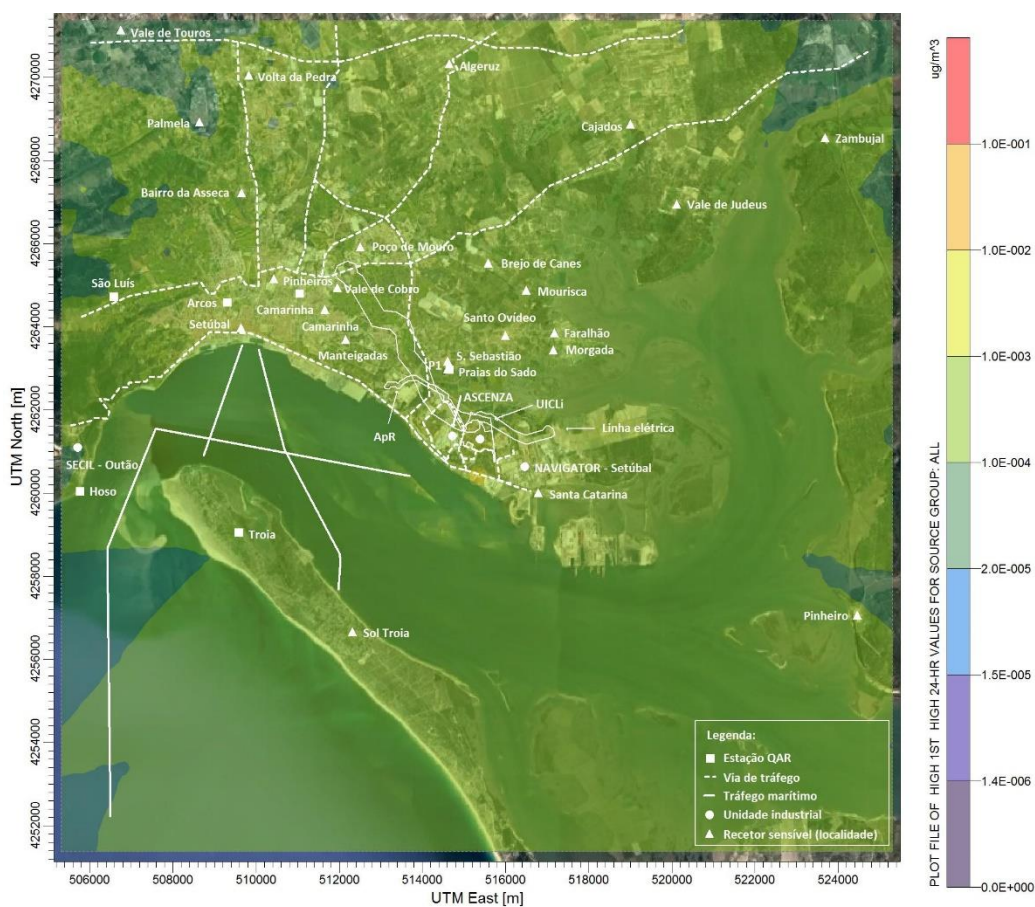 Vale de Touros
Volta da Pedra
Algeruz
Palmela
Cajados
Zambujal
Bairro da Asseca
Vale de Judeus
Poço de Mouro
Brejo de Canes
São Luís
Pinheiros
Vale de Cobro
Mourisca
Arcos
Camarinha
Santo Ovídeo
Setúbal
Camarinha
Faralhão
Manteigadas
Morgada
S. Sebastião
P1
Praias do Sado
ASCENZA
UICLi
ApR
Linha elétrica
SECIL - Outão
NAVIGATOR - Setúbal
Hoso
Santa Catarina
Troia
Pinheiro
Sol Troia
Legenda:
Estação QAR
Via de tráfego
Tráfego marítimo
Unidade industrial
Recetor sensível (localidade)
UTM North [m]
4270000
4268000
4266000
4264000
4262000
4260000
4258000
4256000
4254000
4252000
506000 508000 510000 512000 514000 516000 518000 520000 522000 524000
UTM East [m]
PLOT FILE OF HIGH 1ST HIGH 24-HR VALUES FOR SOURCE GROUP: ALL
ug/m^3
1.0E-001
1.0E-002
1.0E-003
1.0E-004
2.0E-005
1.5E-005
1.4E-006
0.0E+000